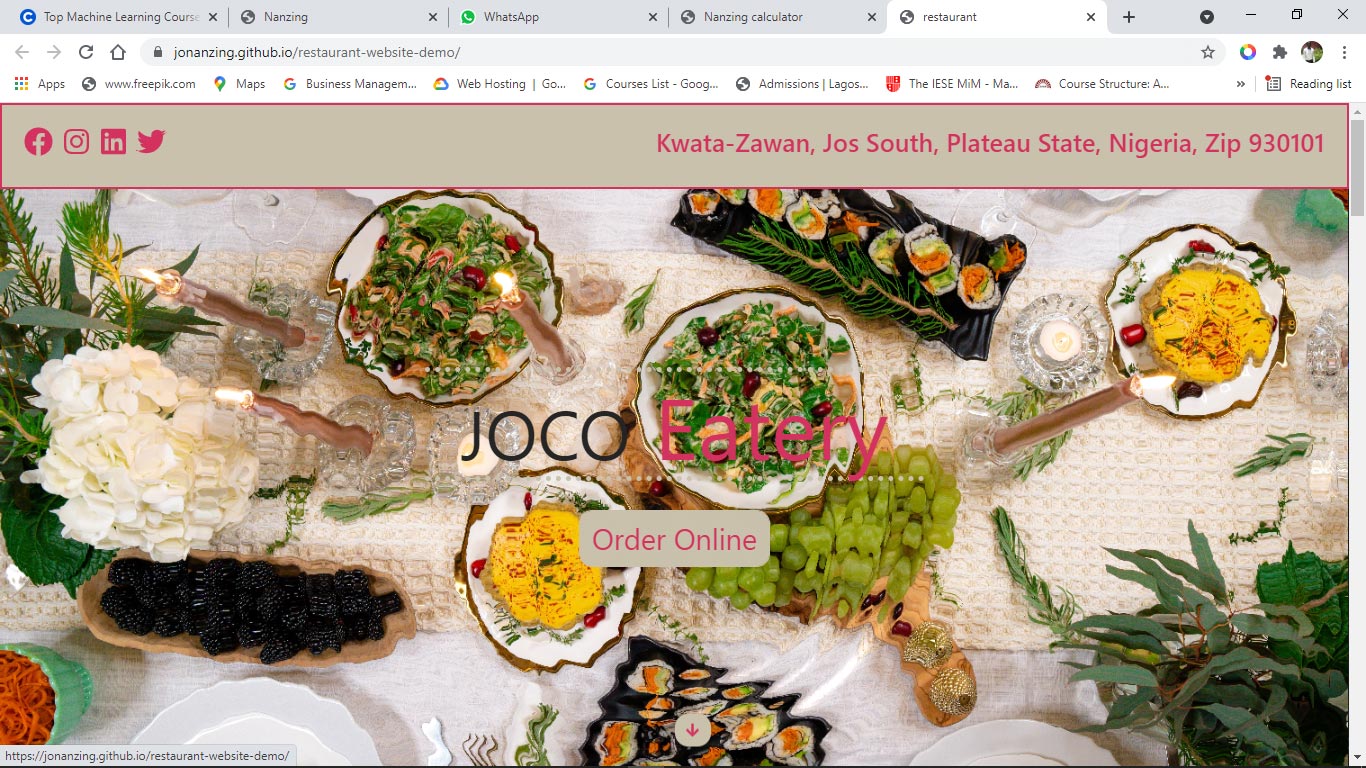 Top Machine Learning Course
Nanzing
WhatsApp
Nanzing calculator
restaurant
jonanzing.github.io/restaurant-website-demo/
Apps
www.freepik.com
Maps
Business Managem...
Web Hosting | Go...
Courses List - Goog...
Admissions | Lagos...
The IESE MiM - Ma...
Course Structure: A...
»
Reading list
Kwata-Zawan, Jos South, Plateau State, Nigeria, Zip 930101
JOCO Eatery
Order Online
https://jonanzing.github.io/restaurant-website-demo/